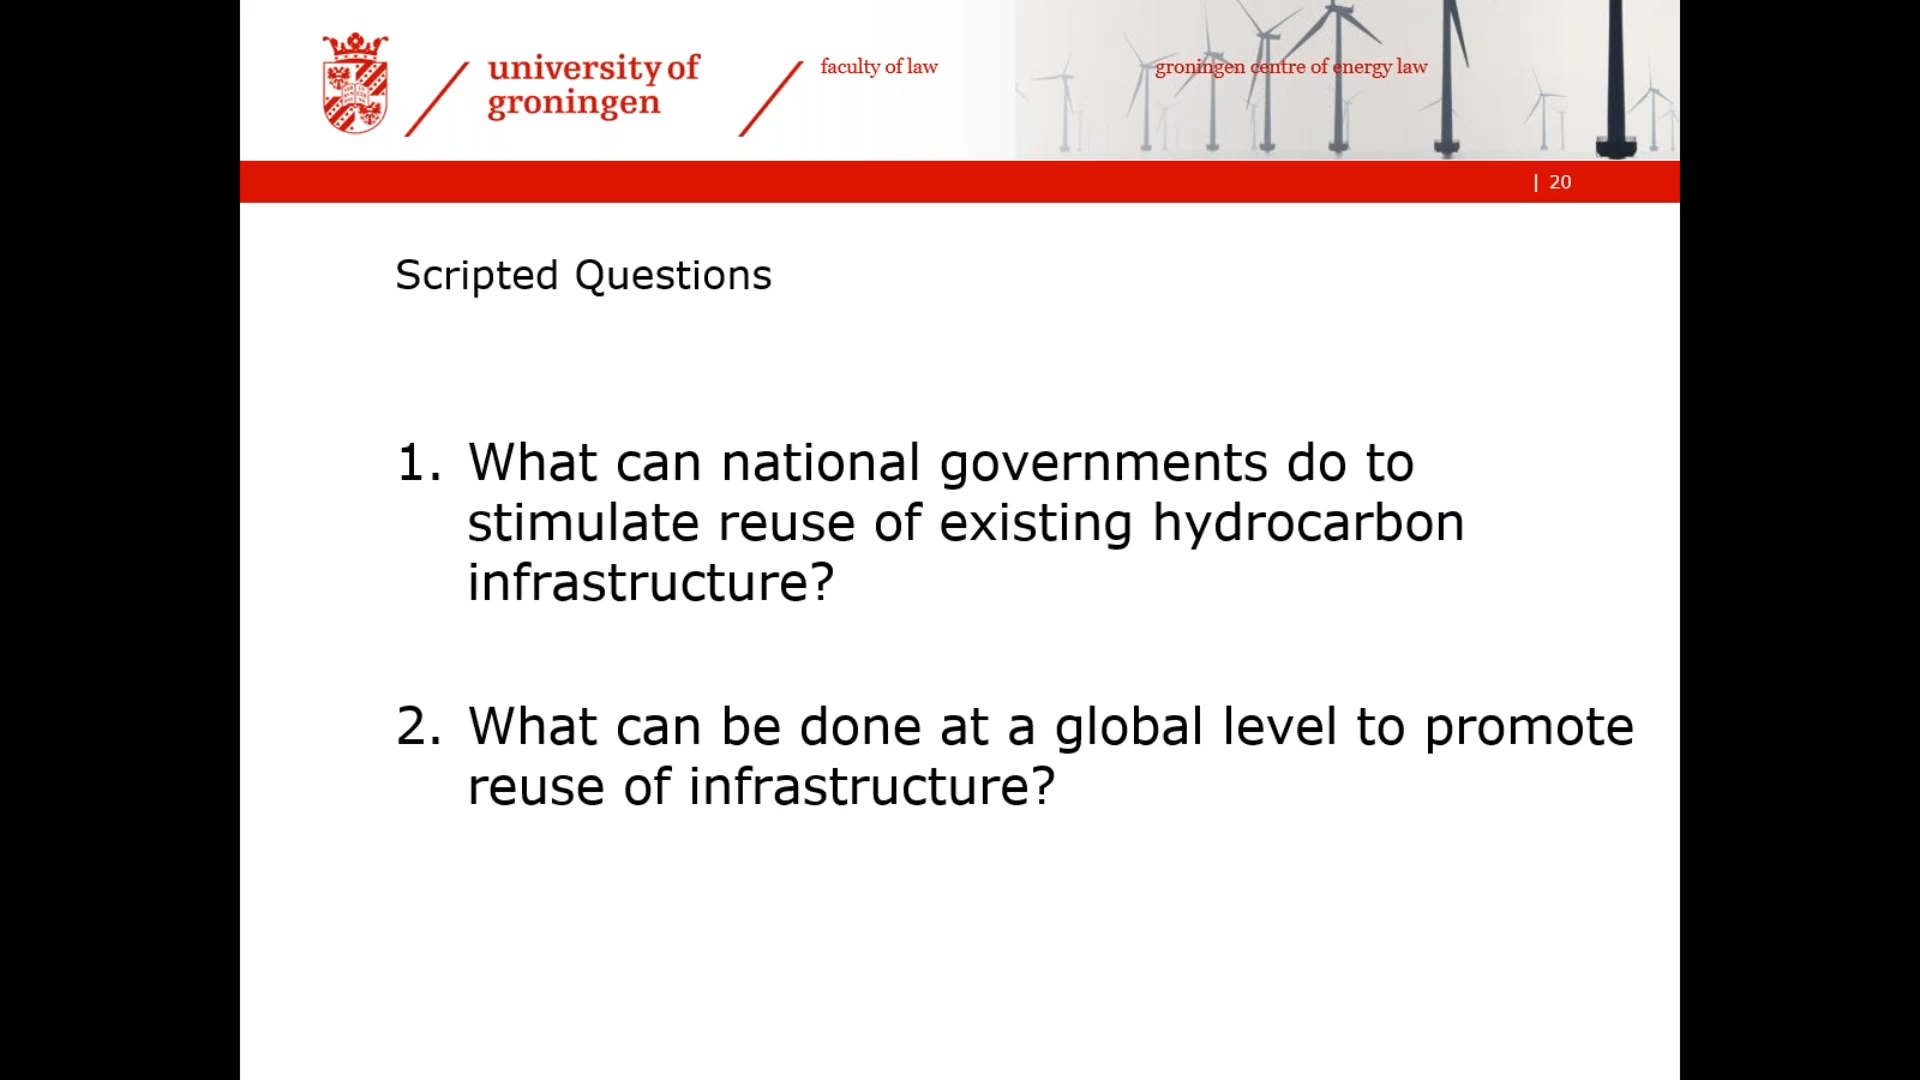 university of
groningen
faculty of law
groningen centre of energy law
| 20
Scripted Questions
1. What can national governments do to
stimulate reuse of existing hydrocarbon
infrastructure?
2. What can be done at a global level to promote
reuse of infrastructure?